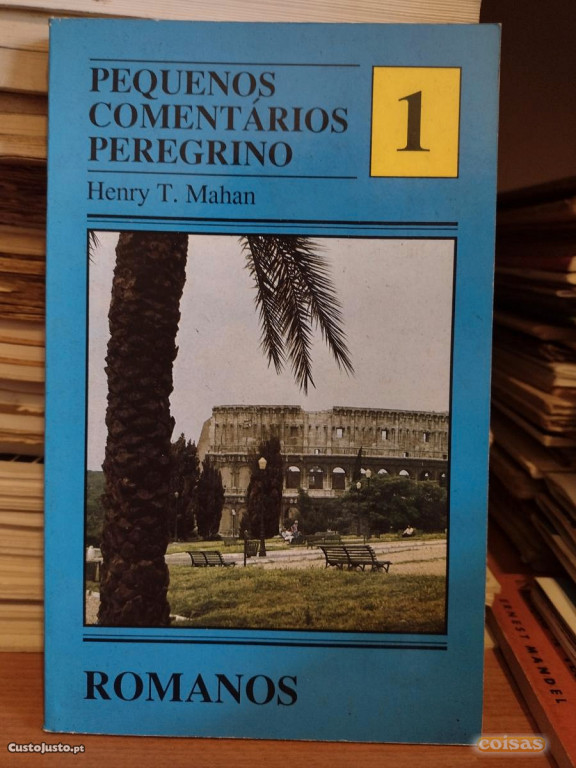 PEQUENOS
COMENTÁRIOS
PEREGRINO
1
Henry T. Mahan
ROMANOS
ERNEST MANDEL
CustoJusto.pt
coisas